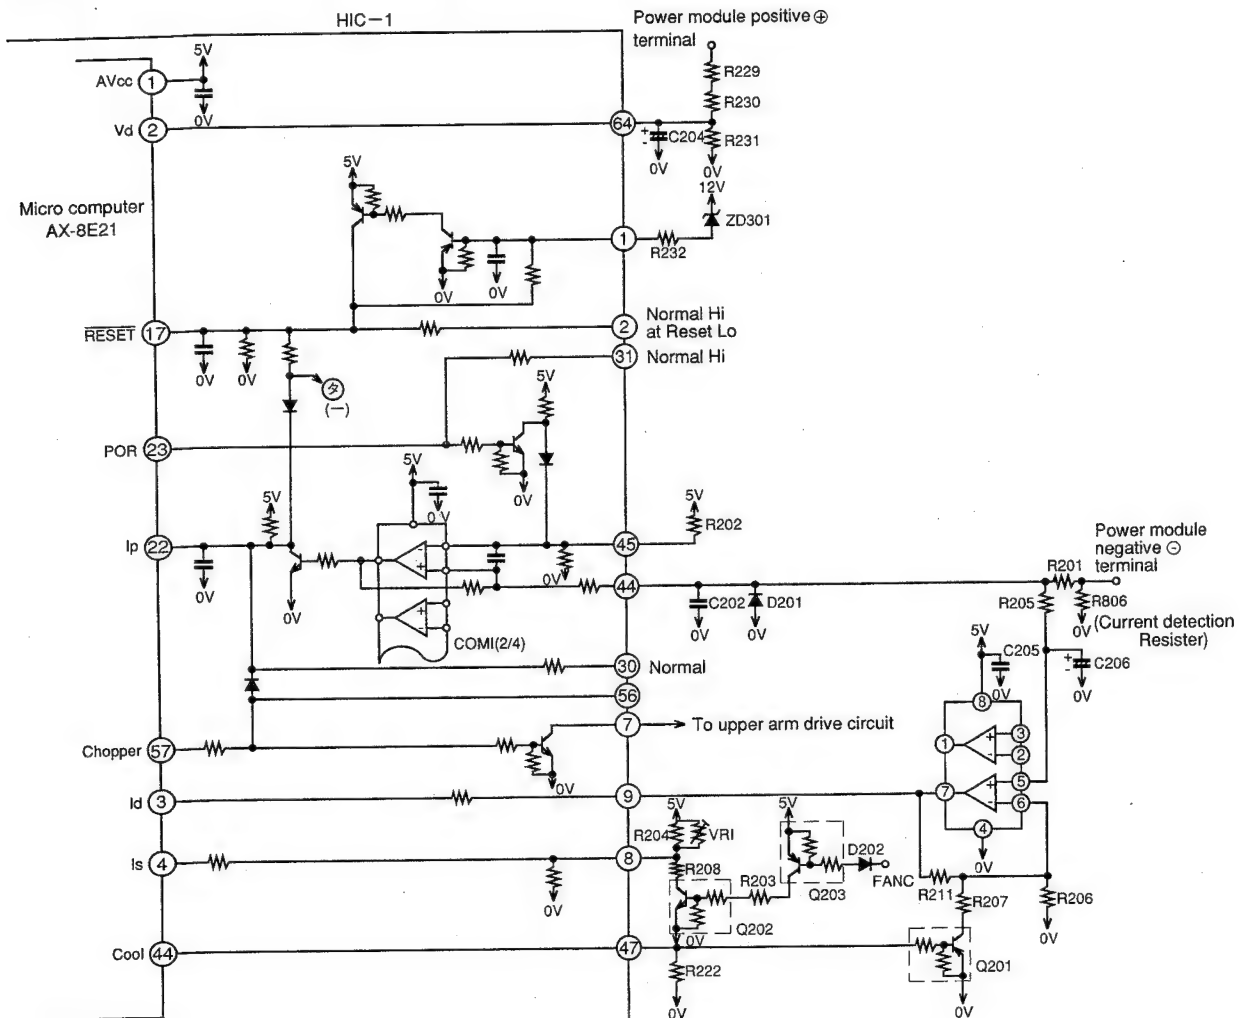 HIC-1
Power module positive ⊕
terminal
5V
AVcc
1
0V
R229
R230
Vd
2
64
C204
+
-
R231
0V
0V
12V
ZD301
5V
Micro computer
AX-8E21
1
R232
0V
0V
RESET
17
2
Normal Hi
at Reset Lo
31
Normal Hi
0V
0V
タ
(-)
5V
POR
23
0V
5V
0V
5V
5V
R202
Ip
22
45
0V
0V
0V
44
C202
0V
D201
0V
COMI(2/4)
-
+
+
-
Power module
negative ⊖
terminal
R201
R205
R806
0V
(Current detection
Resister)
30
Normal
56
5V
C205
0V
+
-
C206
0V
8
7
To upper arm drive circuit
Chopper
57
0V
1
+
-
3
2
5
7
+
-
6
4
0V
Id
3
9
5V
R204
VRI
5V
D202
FANC
Is
4
8
R208
0V
R203
Q203
Q202
0V
R211
R207
R206
0V
Cool
44
47
R222
0V
Q201
0V